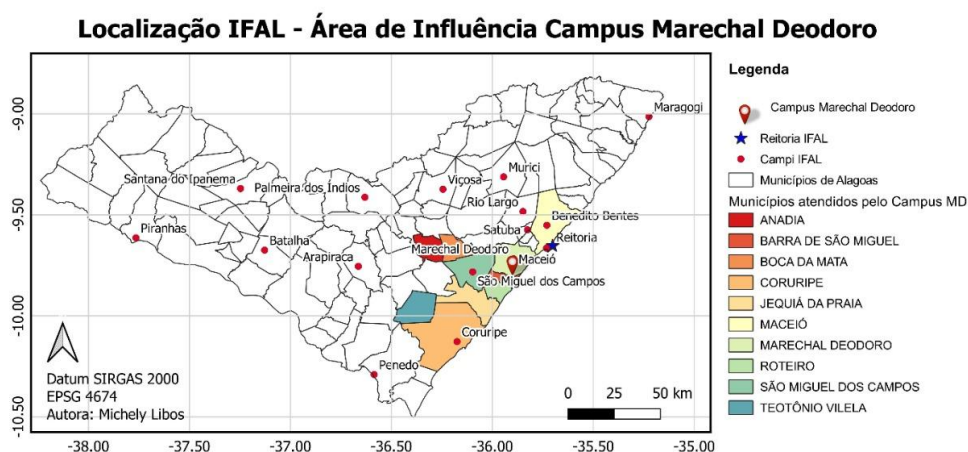 Localização IFAL - Área de Influência Campus Marechal Deodoro
-9.00
-9.50
-10.00
-10.50
-38.00
-37.50
-37.00
-36.50
-36.00
-35.50
-35.00
Maragogi
Santana do Ipanema
Palmeira dos Índios
Viçosa
Murici
Rio Largo
Piranhas
Batalha
Arapiraca
Satuba
Benedito Bentes
Reitoria
Marechal Deodoro
Maceió
São Miguel dos Campos
Coruripe
Penedo
Datum SIRGAS 2000
EPSG 4674
Autora: Michely Libos
0 25 50 km
Legenda
Campus Marechal Deodoro
Reitoria IFAL
Campi IFAL
Municípios de Alagoas
Municípios atendidos pelo Campus MD
ANADIA
BARRA DE SÃO MIGUEL
BOCA DA MATA
CORURIPE
JEQUIÁ DA PRAIA
MACEIÓ
MARECHAL DEODORO
ROTEIRO
SÃO MIGUEL DOS CAMPOS
TEOTÔNIO VILELA